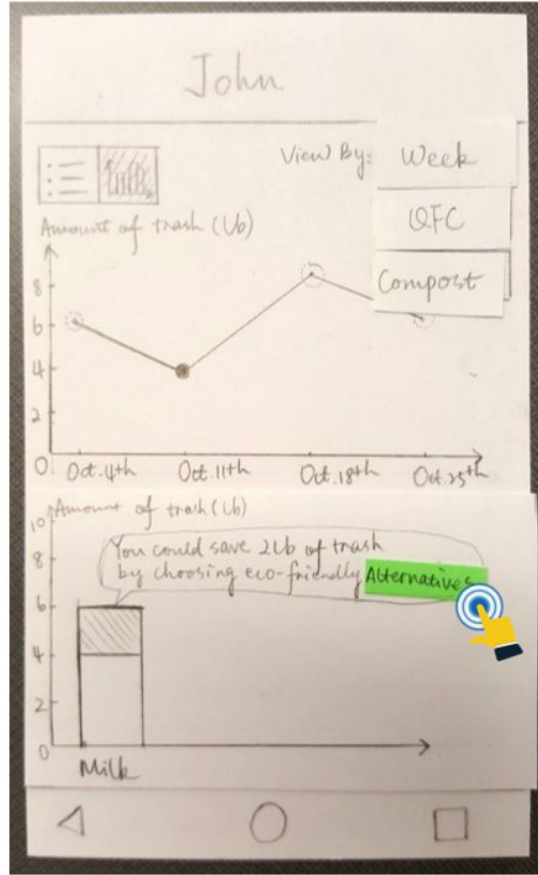 John
View By:
Week
QFC
Compost
Amount of trash (Lb)
8
6
4
2
0
Oct.4th Oct.11th Oct.18th Oct.25th
Amount of trash (Lb)
10
8
6
4
2
0
You could save 2Lb of trash
by choosing eco-friendly Alternatives
Milk